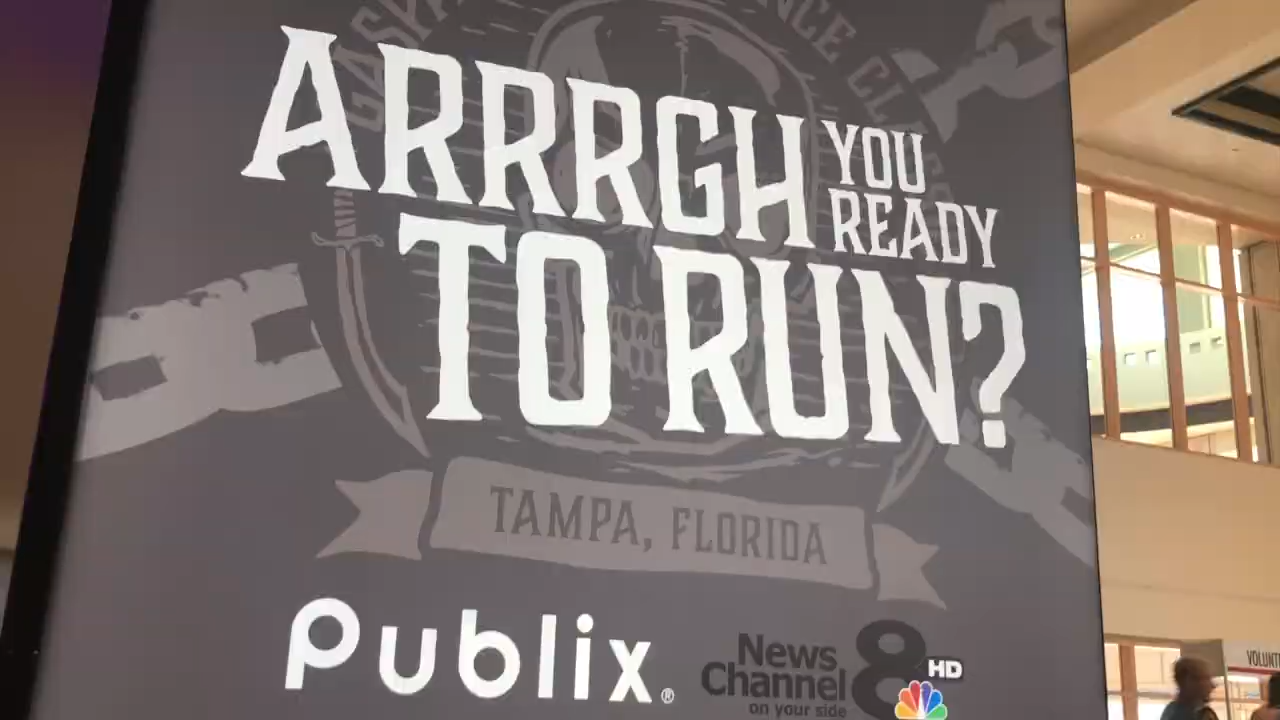 ARRRGH YOU
READY
TO RUN?
TAMPA, FLORIDA
Publix®
News
Channel 8 HD
on your side